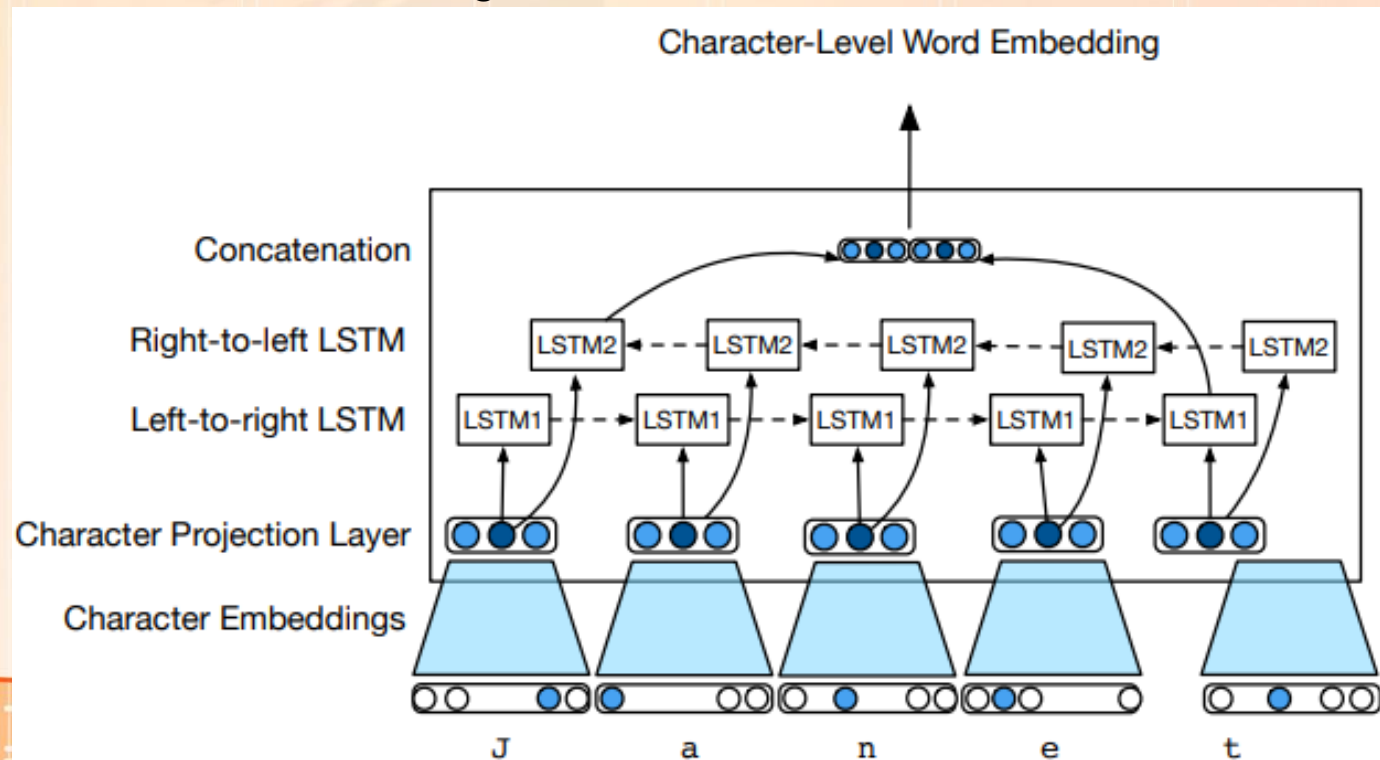 Character-Level Word Embedding
Concatenation
Right-to-left LSTM LSTM2 LSTM2 LSTM2 LSTM2 LSTM2
Left-to-right LSTM LSTM1 LSTM1 LSTM1 LSTM1 LSTM1
Character Projection Layer
Character Embeddings
J a n e t